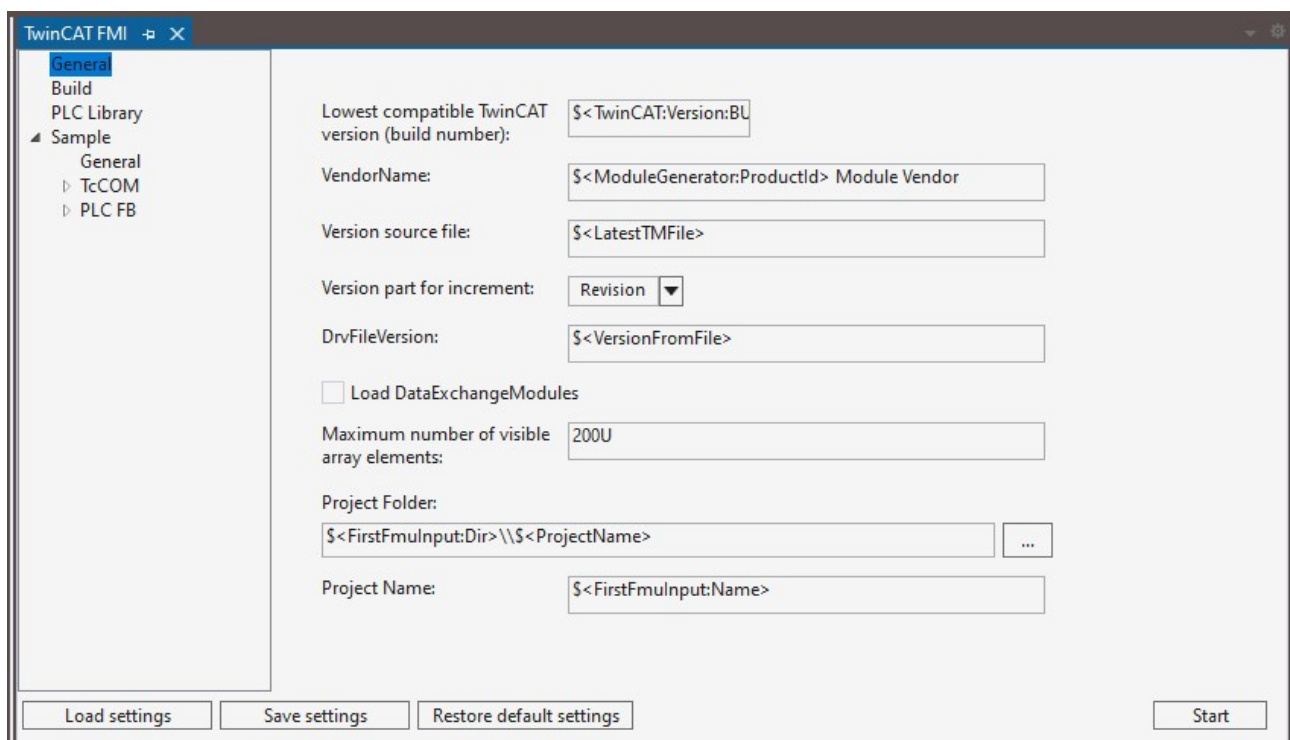 TwinCAT FMI
General
Build
PLC Library
Sample
General
TcCOM
PLC FB
Lowest compatible TwinCAT
version (build number):
$<TwinCAT:Version:BU
VendorName:
$<ModuleGenerator:ProductId> Module Vendor
Version source file:
$<LatestTMFile>
Version part for increment:
Revision
DrvFileVersion:
$<VersionFromFile>
Load DataExchangeModules
Maximum number of visible
array elements:
200U
Project Folder:
$<FirstFmuInput:Dir>\\$<ProjectName>
...
Project Name:
$<FirstFmuInput:Name>
Load settings
Save settings
Restore default settings
Start